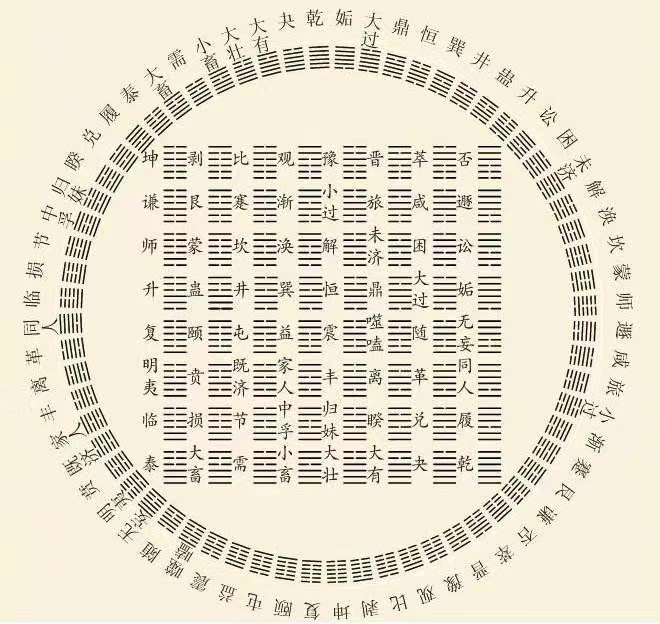 乾 姤 大过 鼎 恒 巽 井 蛊 升 讼 困 未济 解 涣 坎 蒙 师 遯 咸 旅 小过 渐 蹇 艮 谦 否 萃 晋 豫 观 比 剥 坤 复 颐 屯 益 震 噬嗑 随 无妄 明夷 贲 既济 家人 丰 离 革 同人 临 损 节 中孚 归妹 睽 兑 履 泰 大畜 需 小畜 大壮 大有 夬
坤 剥 比 观 豫 晋 萃 否
谦 艮 蹇 渐 小过 旅 咸 遯
师 蒙 坎 涣 解 未济 困 讼
升 蛊 井 巽 恒 鼎 大过 姤
复 颐 屯 益 震 噬嗑 随 无妄
明夷 贲 既济 家人 丰 离 革 同人
临 损 节 中孚 归妹 睽 兑 履
泰 大畜 需 小畜 大壮 大有 夬 乾